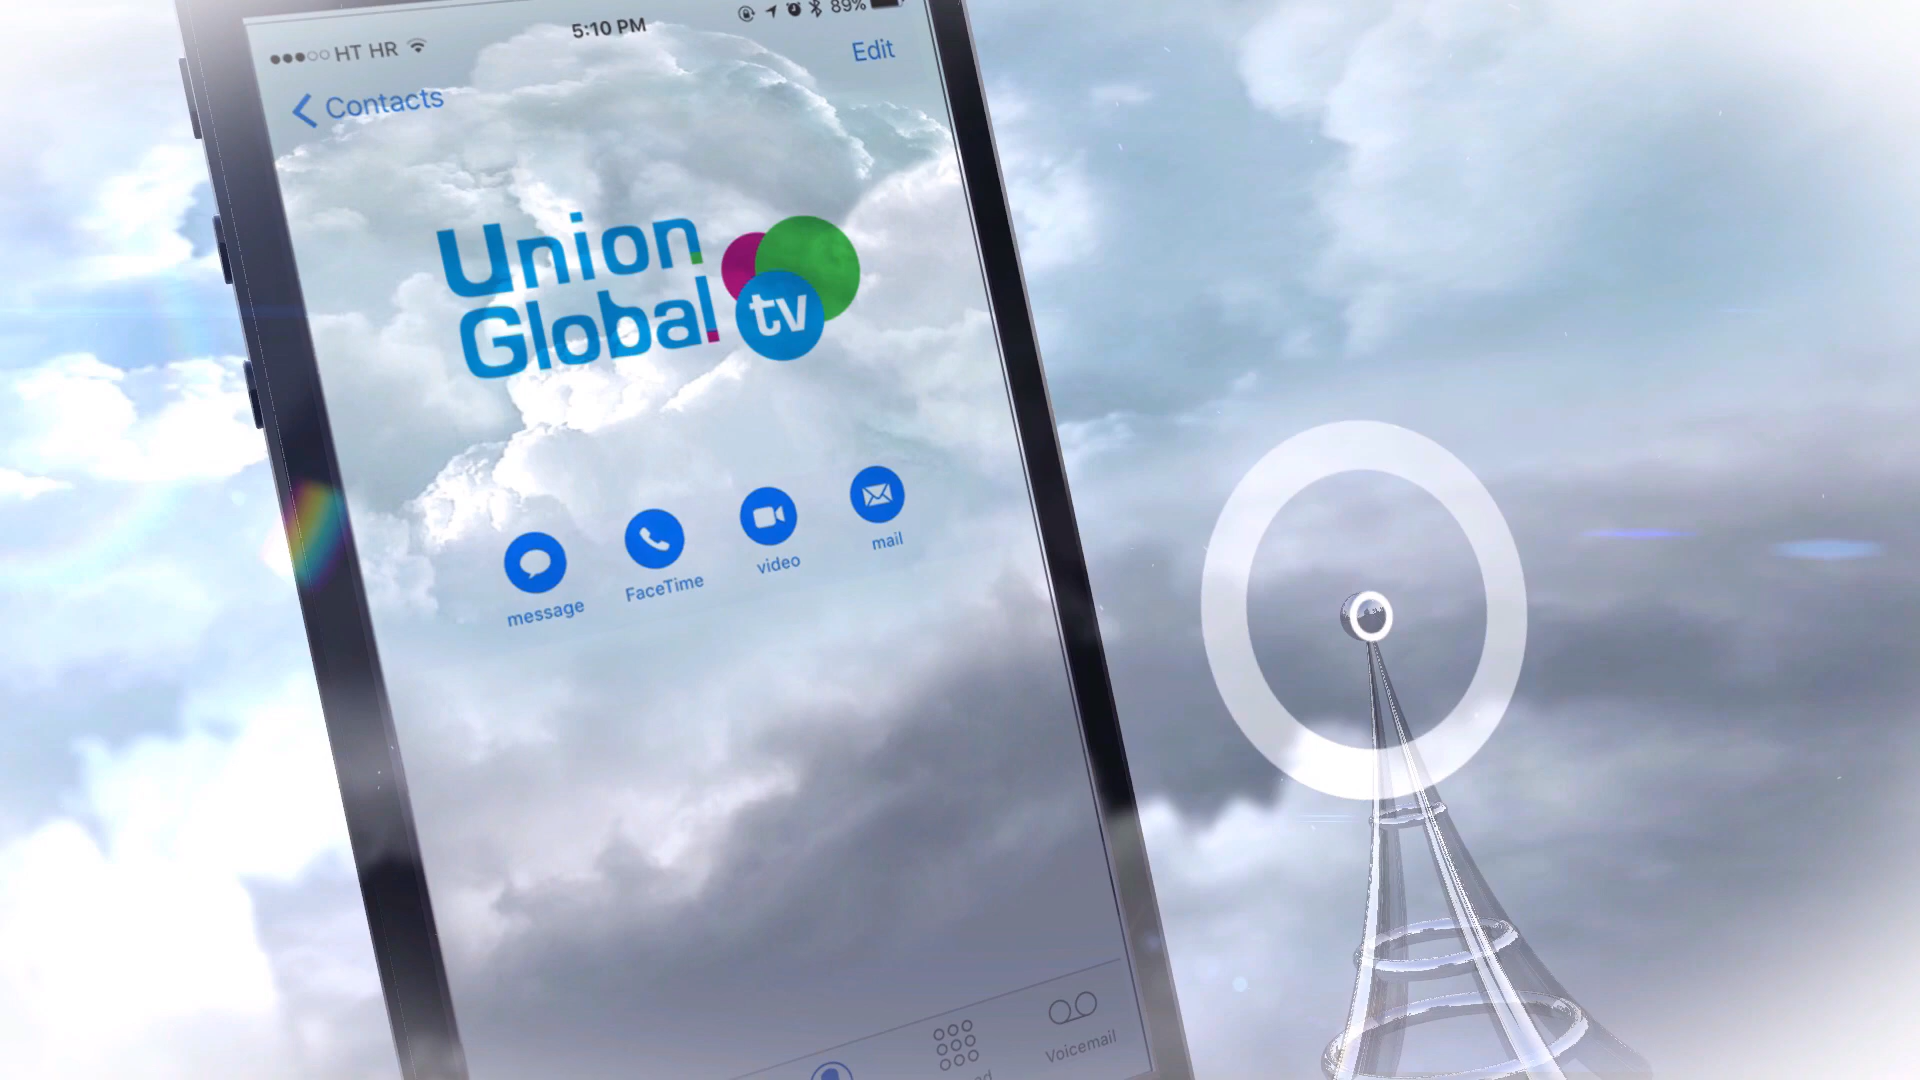 HT HR
5:10 PM
89%
Contacts
Edit
Union
Global
tv
message
FaceTime
video
mail
Voicemail